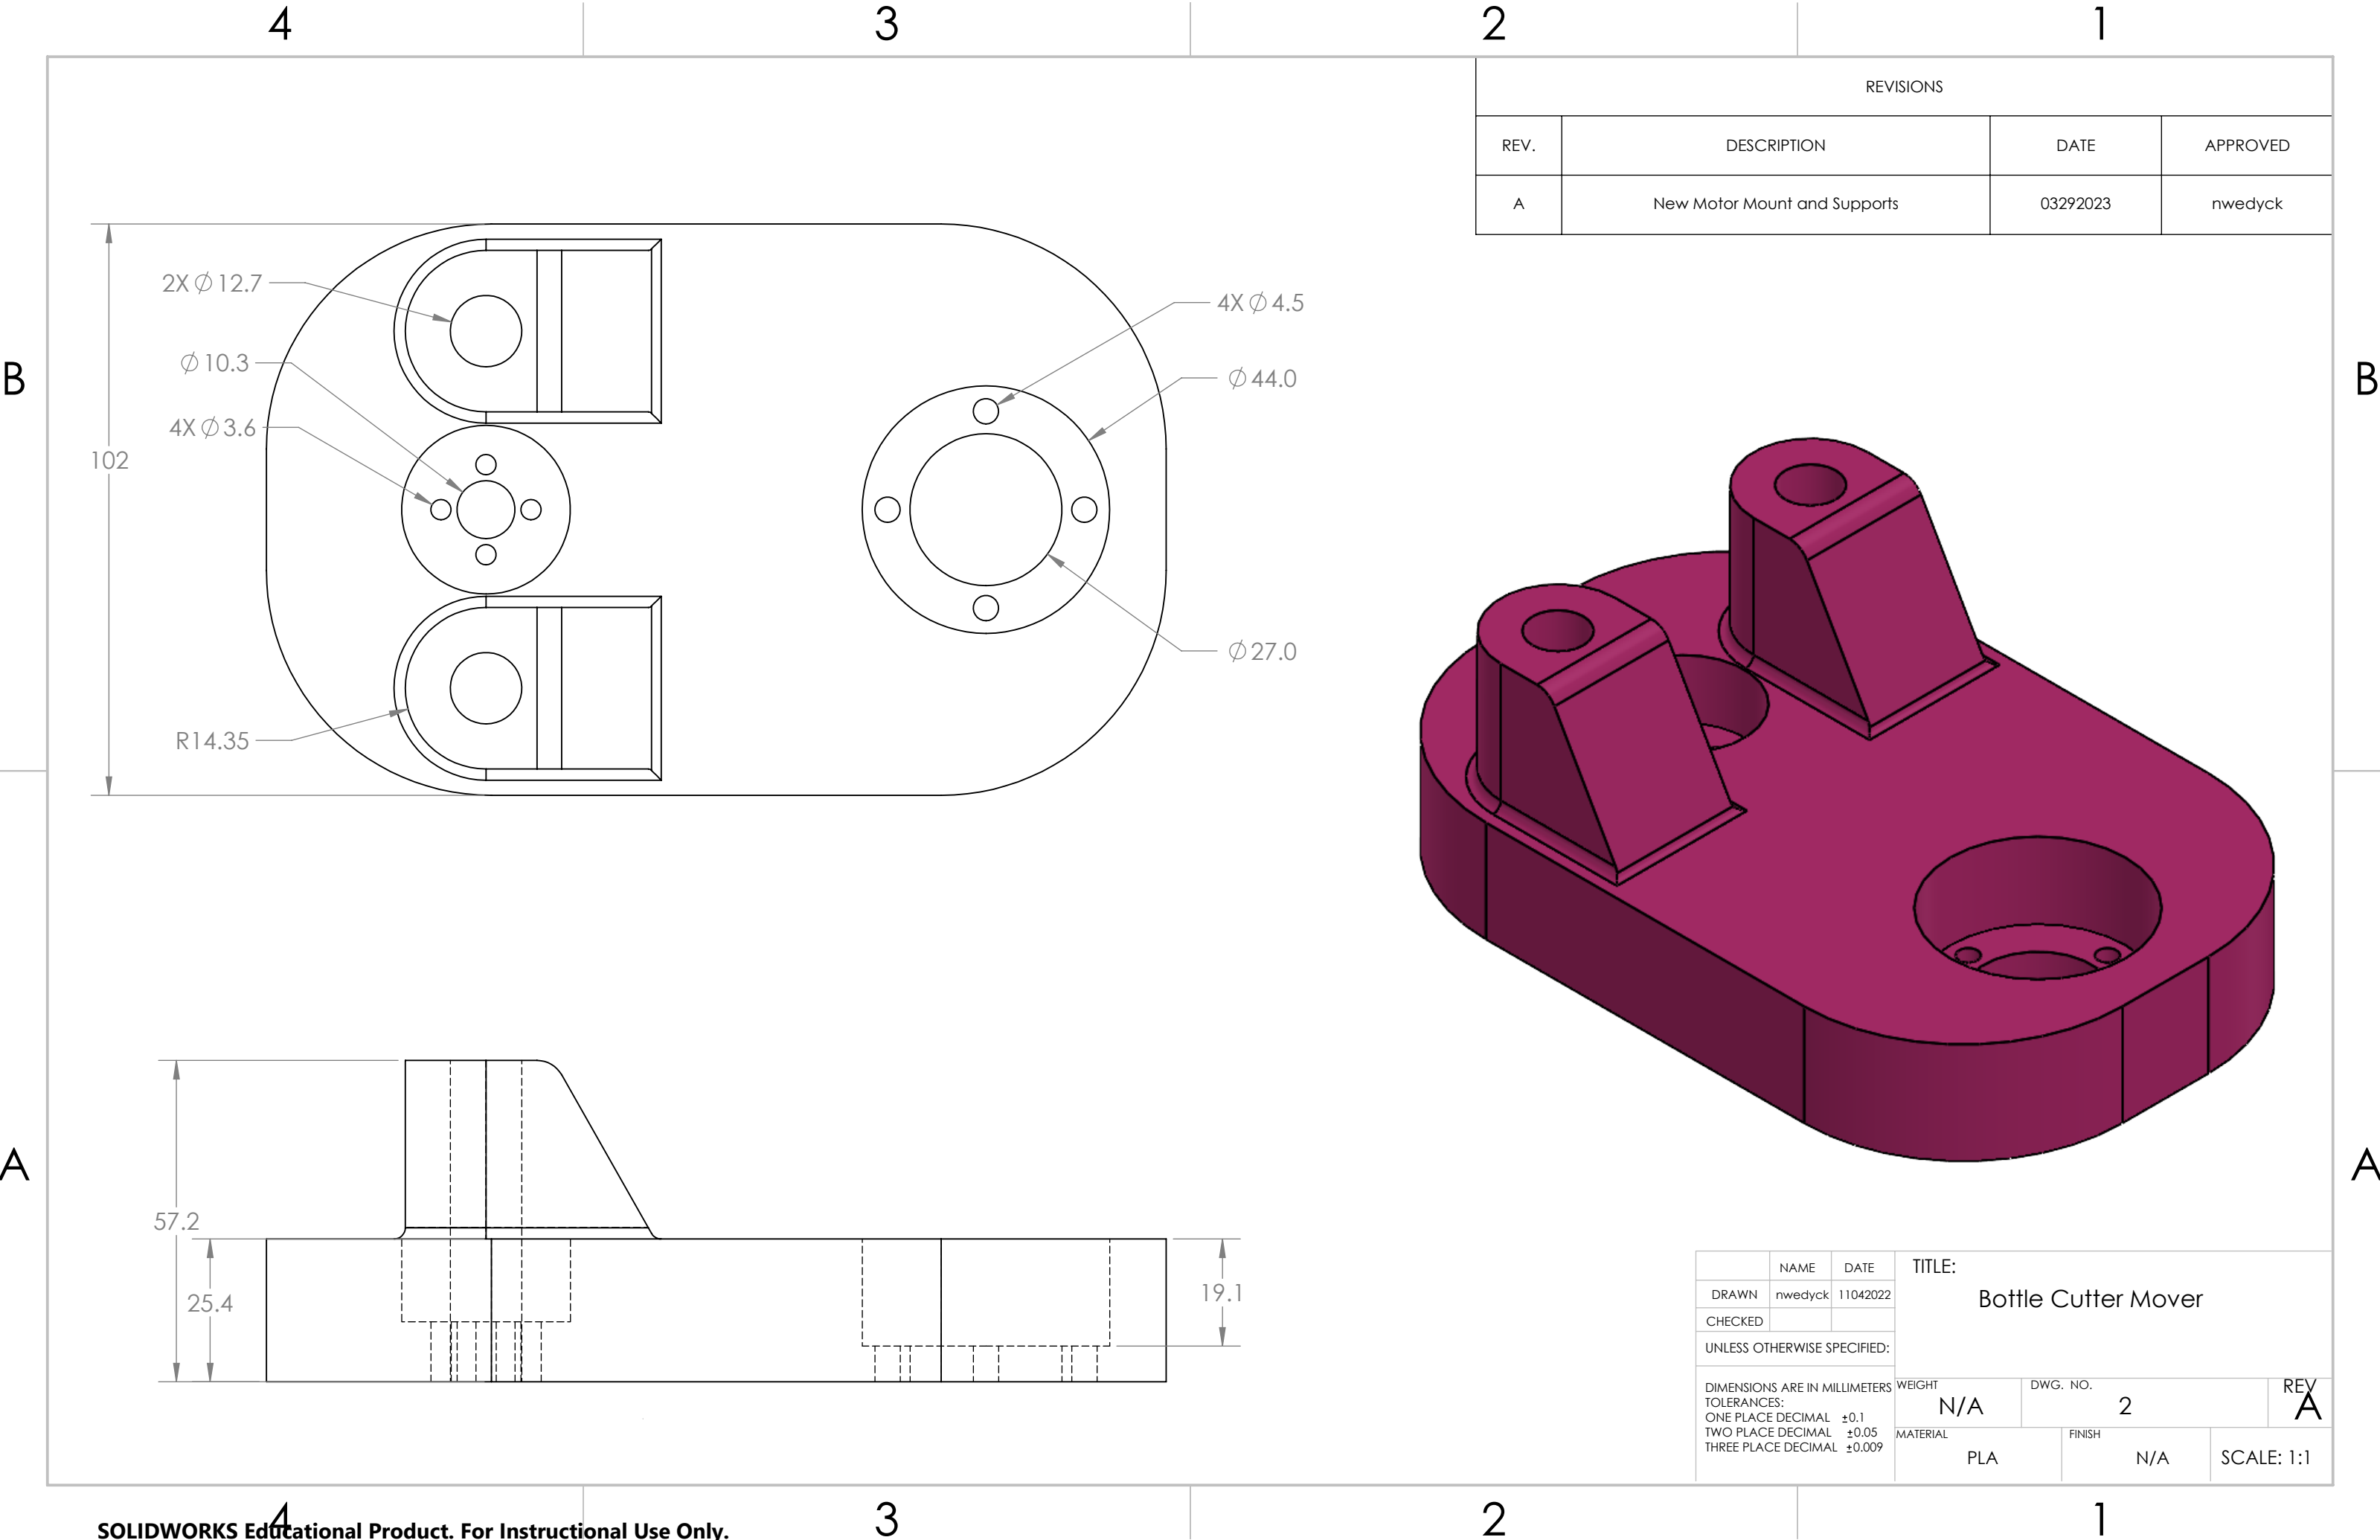 4 3 2 1
REVISIONS
REV. DESCRIPTION DATE APPROVED
A New Motor Mount and Supports 03292023 nwedyck
2X ∅ 12.7
4X ∅ 4.5
∅ 10.3
∅ 44.0
B B
4X ∅ 3.6
102
∅ 27.0
R14.35
A A
57.2
25.4
19.1
NAME DATE
DRAWN nwedyck 11042022
CHECKED
UNLESS OTHERWISE SPECIFIED:
DIMENSIONS ARE IN MILLIMETERS
TOLERANCES:
ONE PLACE DECIMAL ±0.1
TWO PLACE DECIMAL ±0.05
THREE PLACE DECIMAL ±0.009
TITLE:
Bottle Cutter Mover
WEIGHT DWG. NO. REV
N/A 2 A
MATERIAL FINISH
PLA N/A SCALE: 1:1
4 3 2 1
SOLIDWORKS Educational Product. For Instructional Use Only.